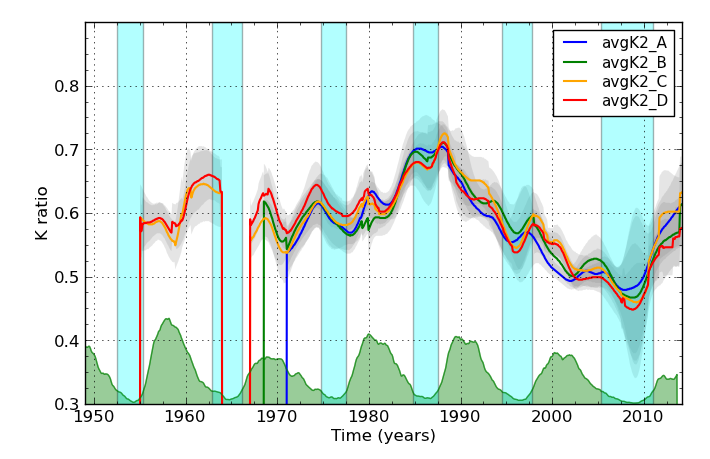 avgK2_A
avgK2_B
avgK2_C
avgK2_D
0.8
0.7
0.6
0.5
0.4
0.3
K ratio
1950 1960 1970 1980 1990 2000 2010
Time (years)